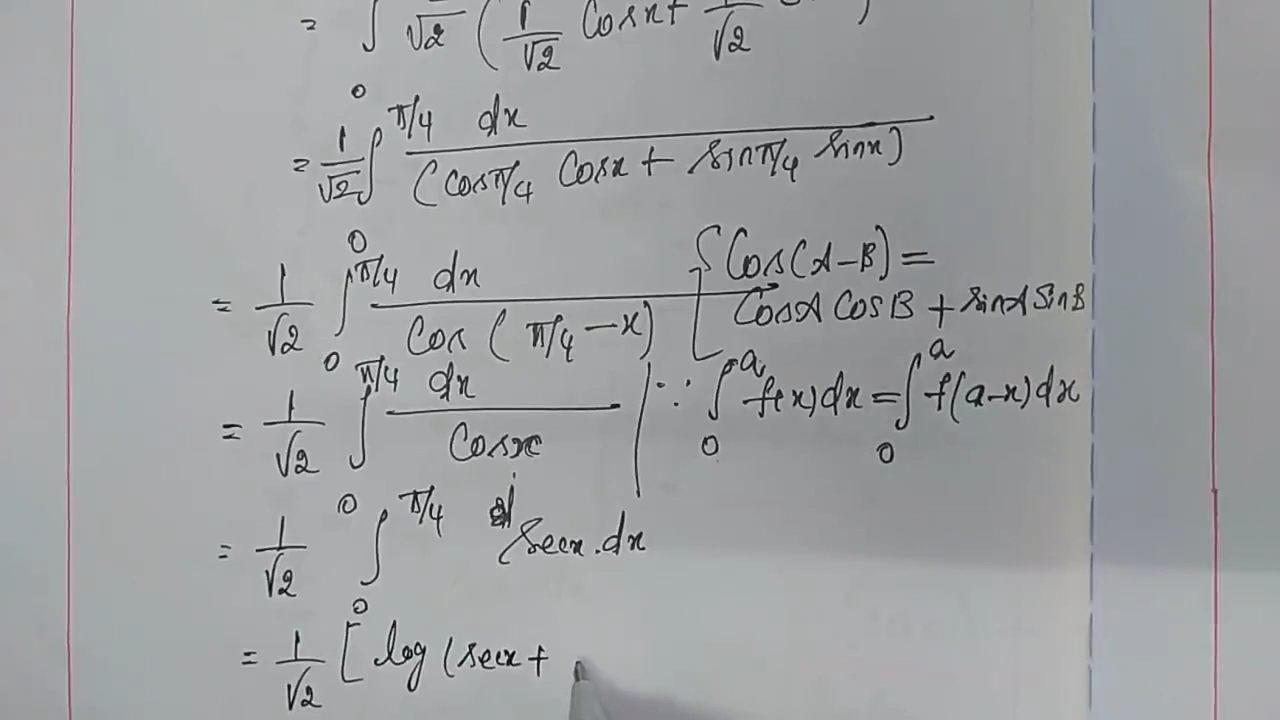 = ∫₀ √2 ( 1/√2 Cosx + 1/√2
= 1/√2 ∫₀^π/4 dx / (Cosπ/4 Cosx + sinπ/4 sinx)
= 1/√2 ∫₀^π/4 dx / Cos(π/4 – x) [Cos(A–B) =
CosA CosB + sinA sinB
= 1/√2 ∫₀^π/4 dx / Cosx | ∵ ∫₀^a f(x)dx = ∫₀^a f(a–x)dx
= 1/√2 ∫₀^π/4 secx.dx
= 1/√2 [ log (secx +